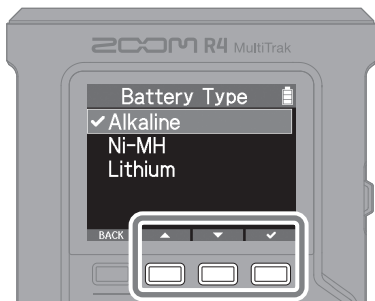 ZOOM R4 MultiTrak
Battery Type
✓ Alkaline
Ni-MH
Lithium
BACK